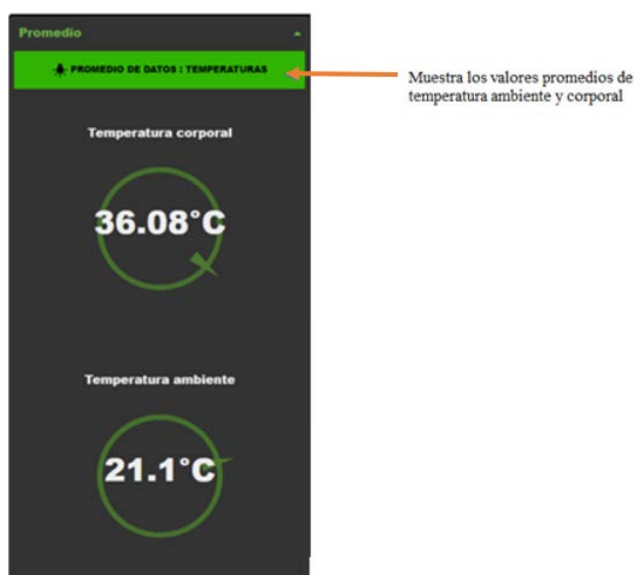 Promedio
PROMEDIO DE DATOS : TEMPERATURAS
Muestra los valores promedios de
temperatura ambiente y corporal
Temperatura corporal
36.08°C
Temperatura ambiente
21.1°C